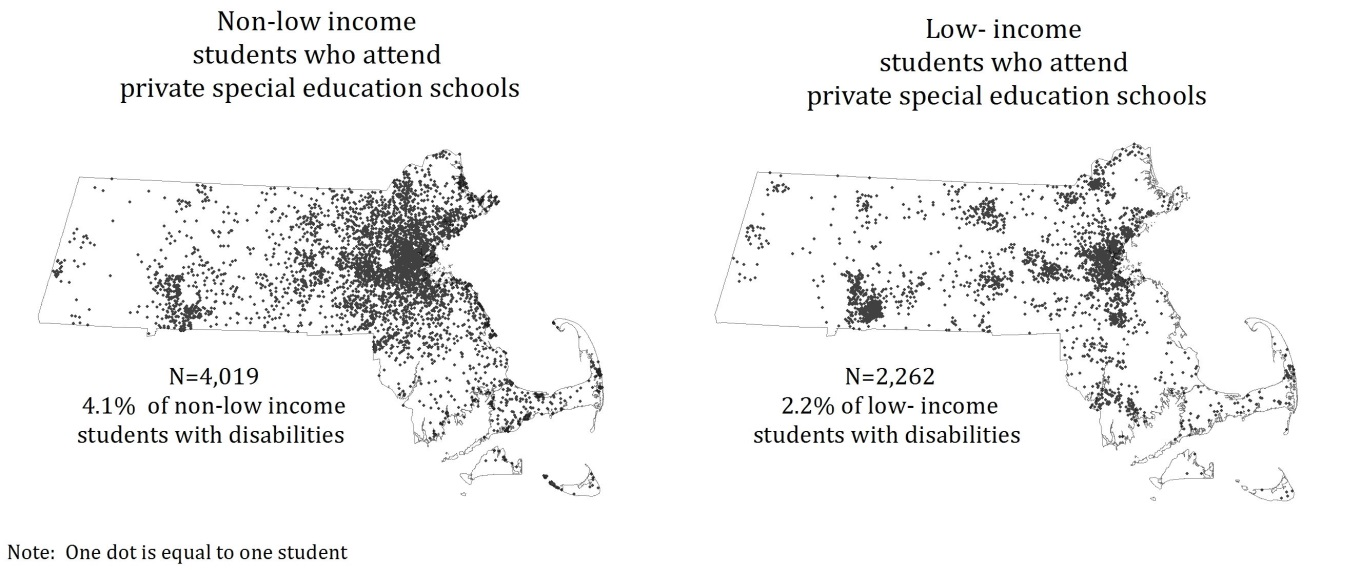 Non-low income
students who attend
private special education schools
N=4,019
4.1% of non-low income
students with disabilities
Low- income
students who attend
private special education schools
N=2,262
2.2% of low- income
students with disabilities
Note: One dot is equal to one student